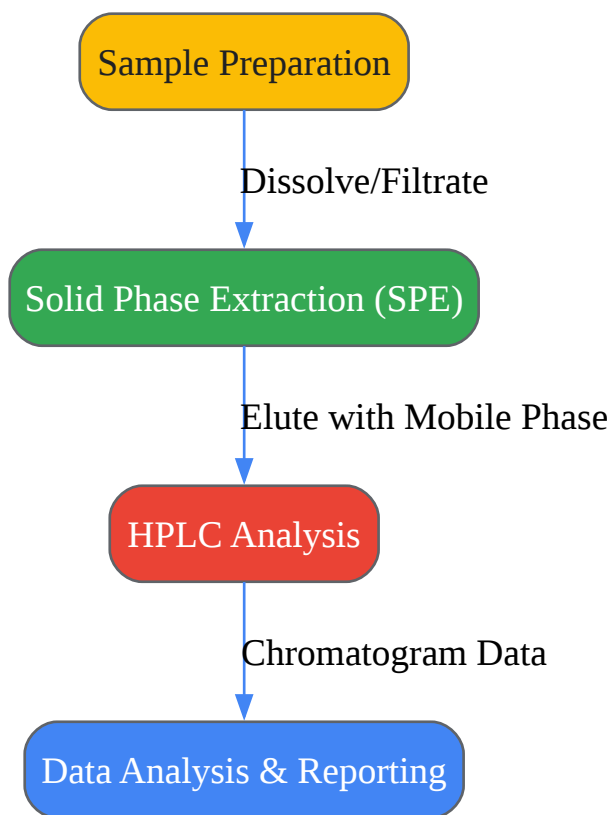 Sample Preparation
Dissolve/Filtrate
Solid Phase Extraction (SPE)
Elute with Mobile Phase
HPLC Analysis
Chromatogram Data
Data Analysis & Reporting